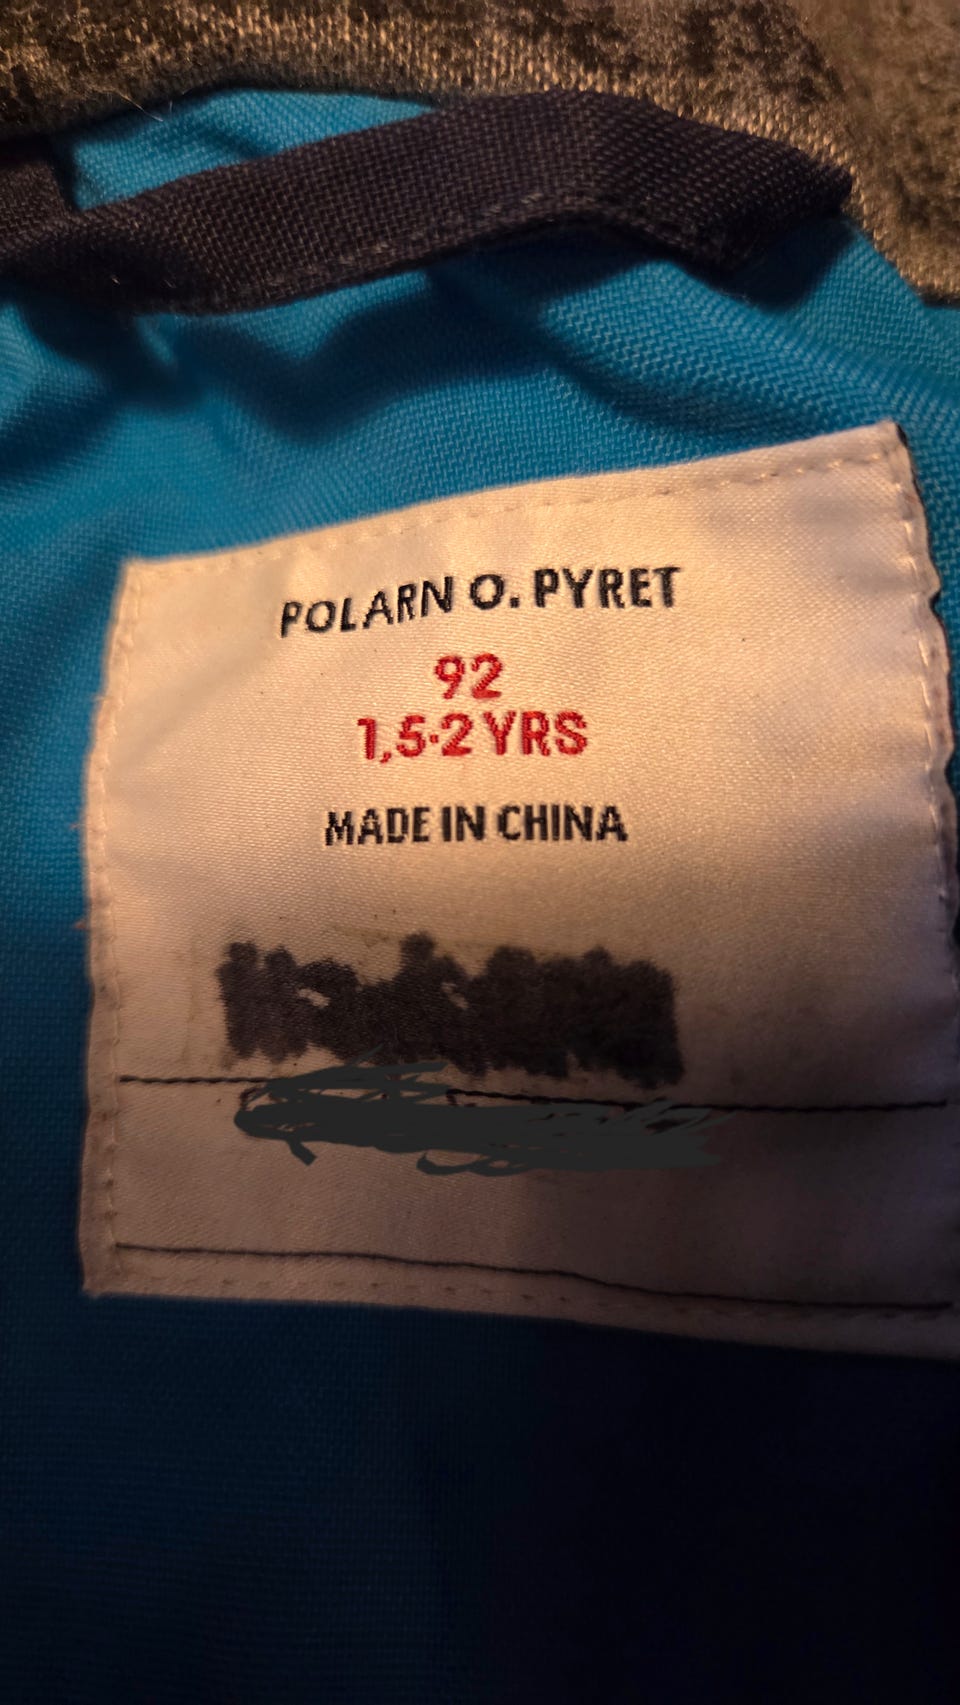 POLARN O. PYRET
92
1,5-2 YRS
MADE IN CHINA